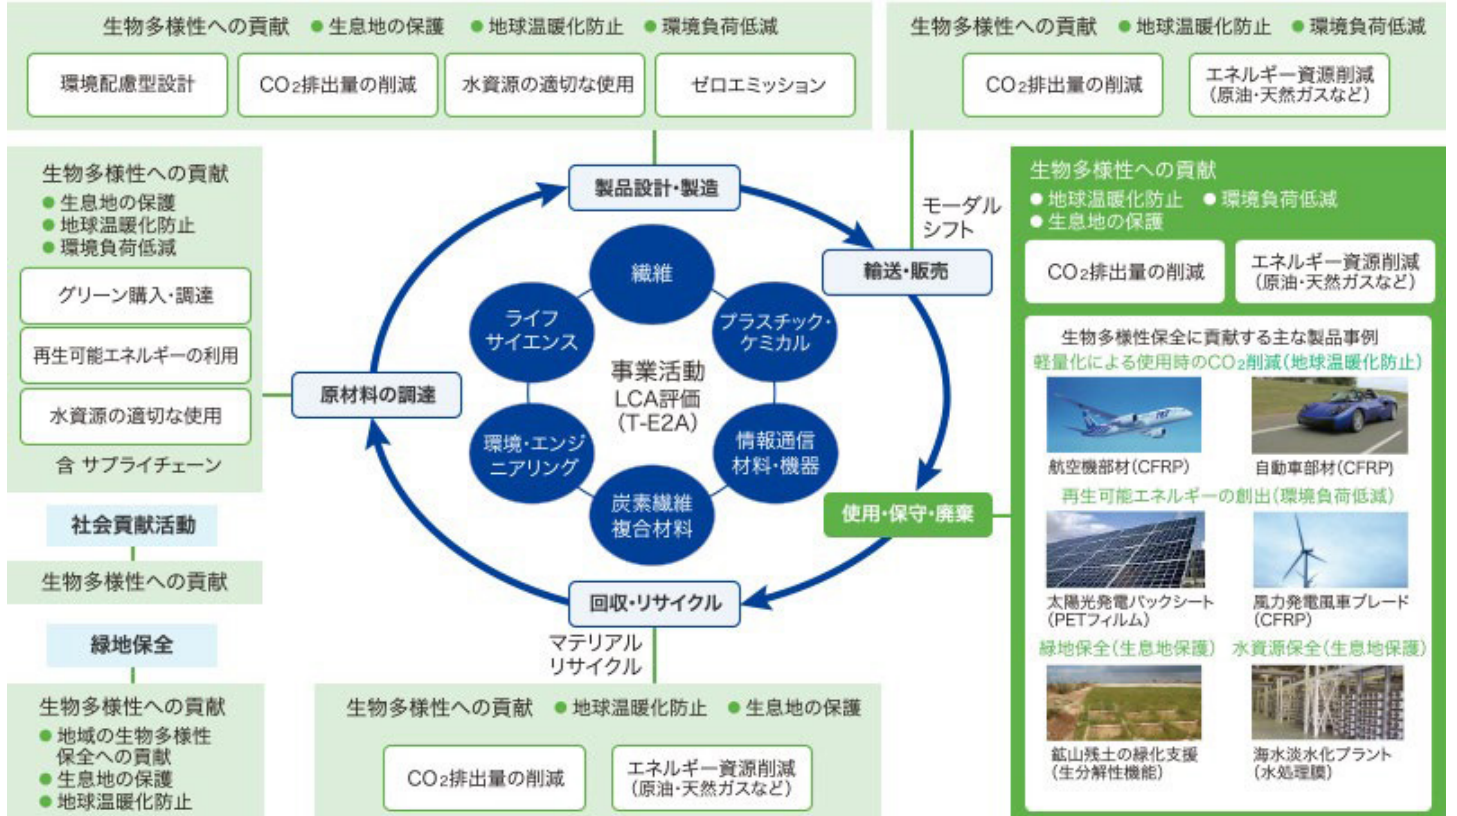 生物多様性への貢献 ●生息地の保護 ●地球温暖化防止 ●環境負荷低減
環境配慮型設計
CO2排出量の削減
水資源の適切な使用
ゼロエミッション
生物多様性への貢献 ●地球温暖化防止 ●環境負荷低減
CO2排出量の削減
エネルギー資源削減
(原油・天然ガスなど)
生物多様性への貢献
●生息地の保護
●地球温暖化防止
●環境負荷低減
グリーン購入・調達
再生可能エネルギーの利用
水資源の適切な使用
含 サプライチェーン
社会貢献活動
生物多様性への貢献
緑地保全
生物多様性への貢献
●地域の生物多様性
保全への貢献
●生息地の保護
●地球温暖化防止
製品設計・製造
モーダル
シフト
輸送・販売
原材料の調達
使用・保守・廃棄
回収・リサイクル
マテリアル
リサイクル
繊維
プラスチック・
ケミカル
情報通信
材料・機器
炭素繊維
複合材料
環境・エンジ
ニアリング
ライフ
サイエンス
事業活動
LCA評価
(T-E2A)
生物多様性への貢献 ●地球温暖化防止 ●生息地の保護
CO2排出量の削減
エネルギー資源削減
(原油・天然ガスなど)
生物多様性への貢献
●地球温暖化防止 ●環境負荷低減
●生息地の保護
CO2排出量の削減
エネルギー資源削減
(原油・天然ガスなど)
生物多様性保全に貢献する主な製品事例
軽量化による使用時のCO2削減(地球温暖化防止)
航空機部材(CFRP)
自動車部材(CFRP)
再生可能エネルギーの創出(環境負荷低減)
太陽光発電バックシート
(PETフィルム)
風力発電風車ブレード
(CFRP)
緑地保全(生息地保護)
水資源保全(生息地保護)
鉱山残土の緑化支援
(生分解性機能)
海水淡水化プラント
(水処理膜)